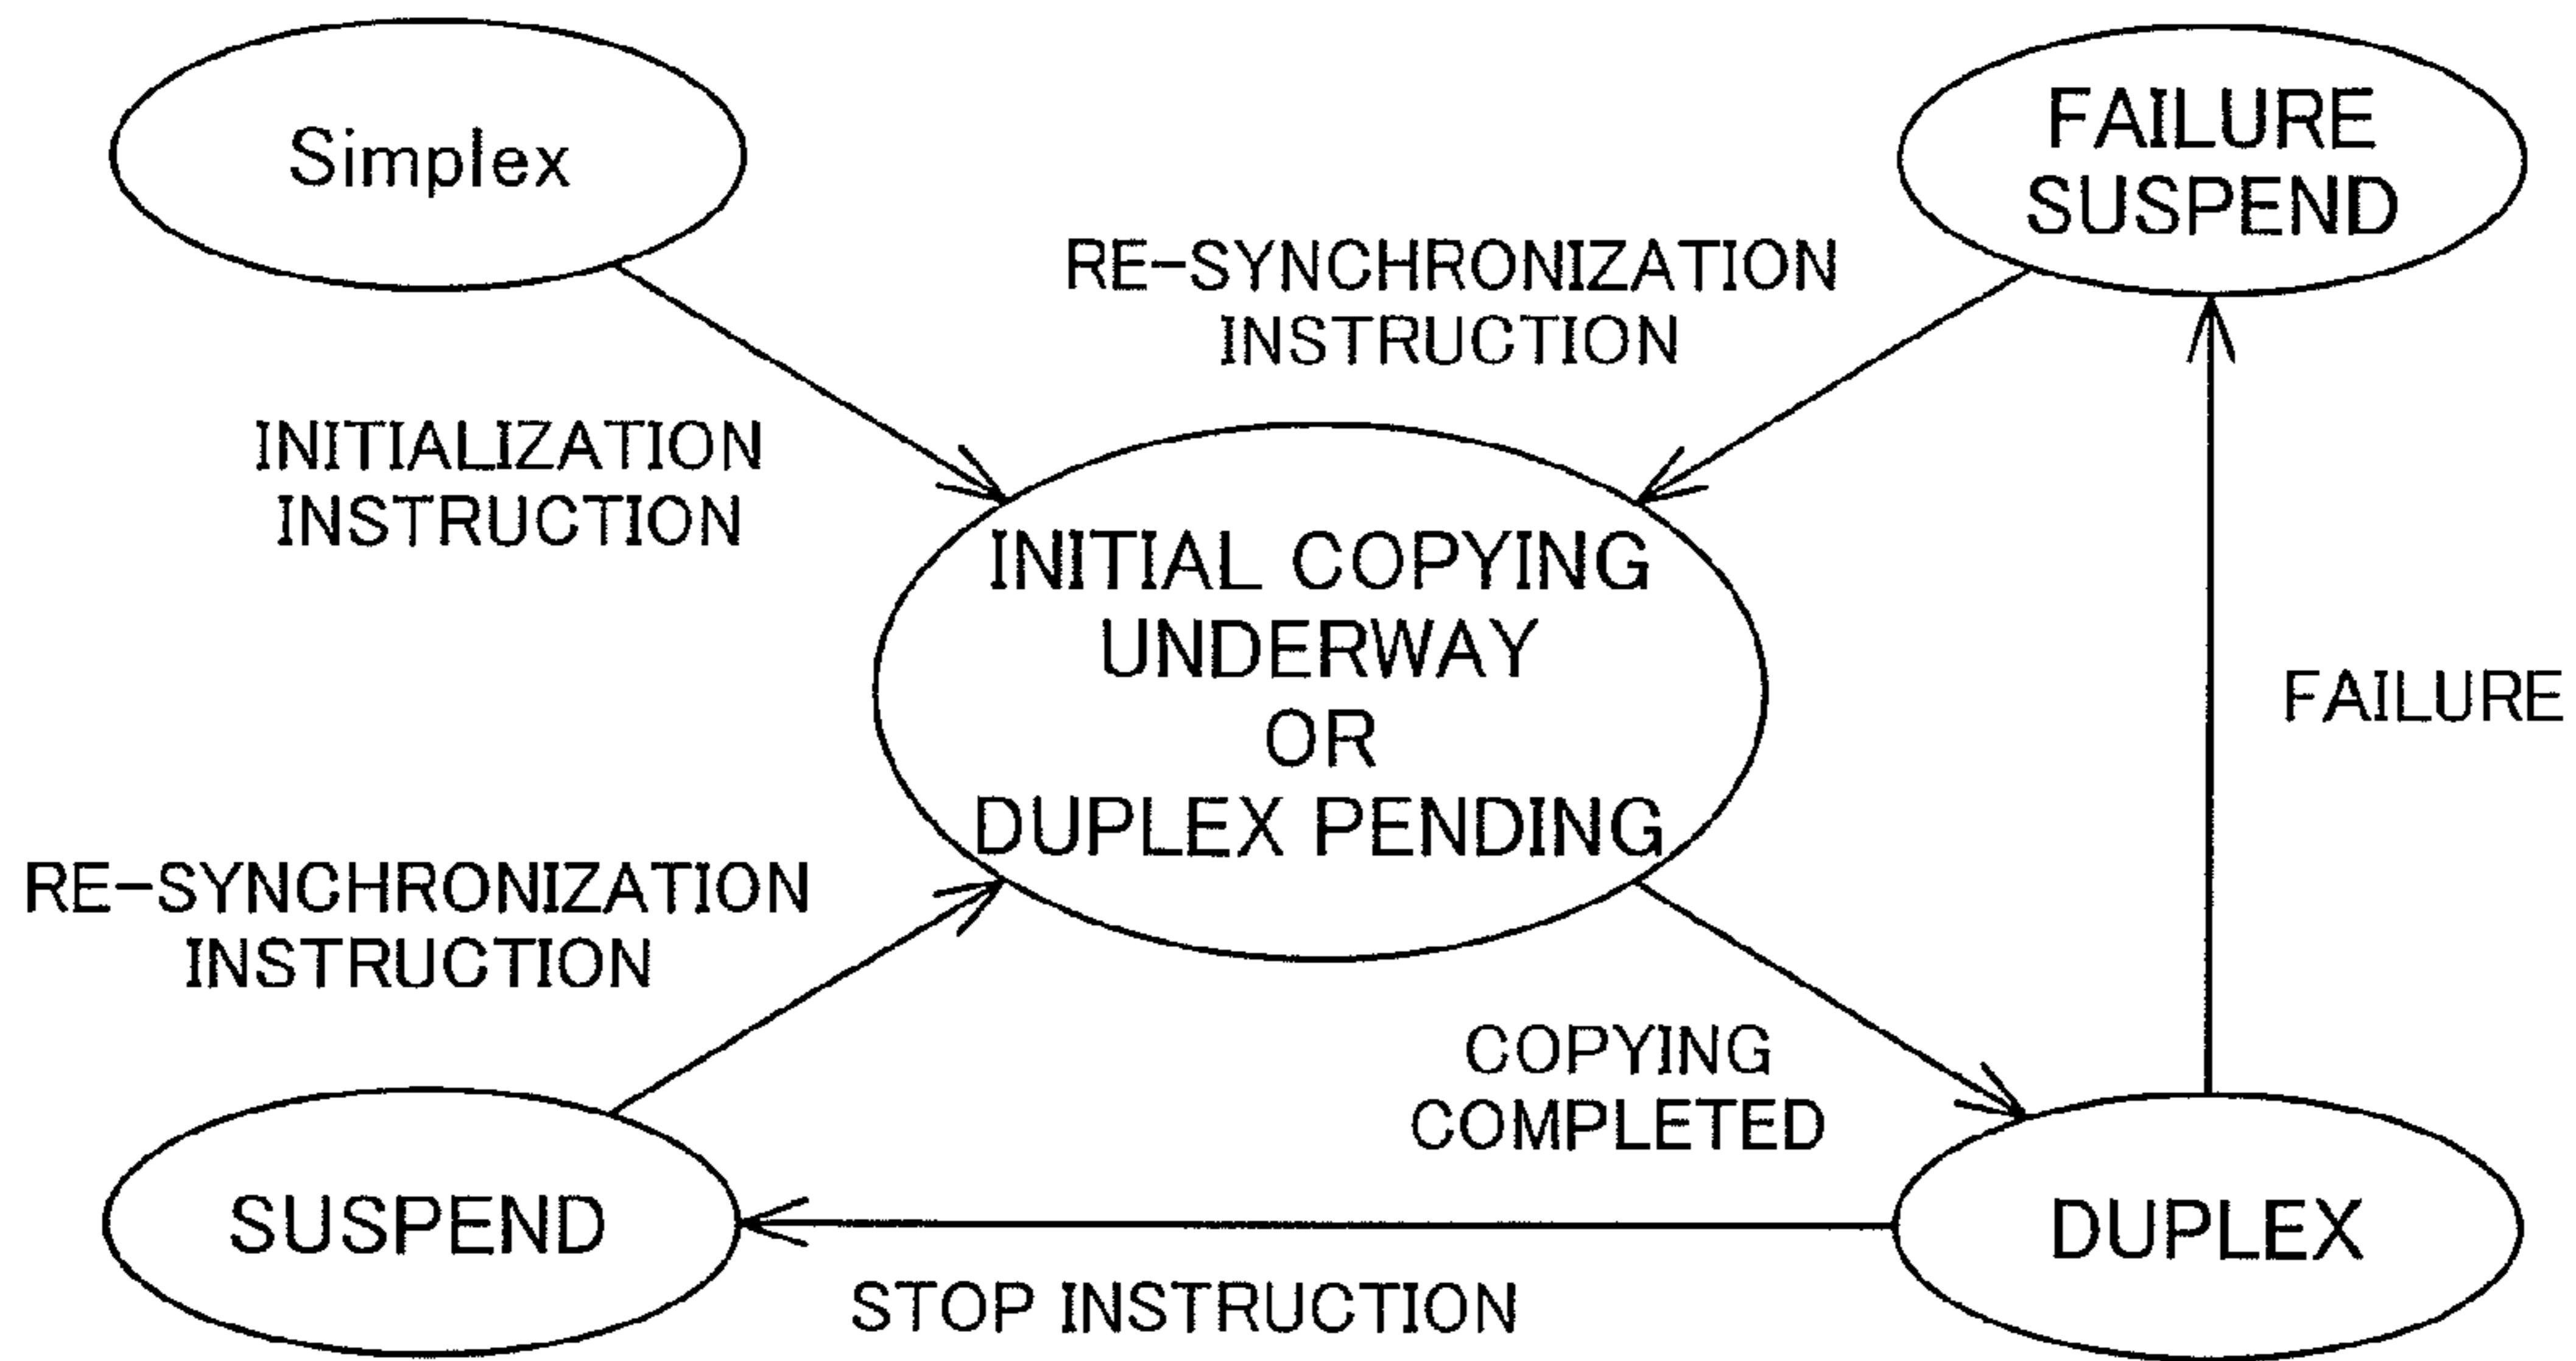 Simplex
FAILURE
SUSPEND
RE-SYNCHRONIZATION
INSTRUCTION
INITIALIZATION
INSTRUCTION
INITIAL COPYING
UNDERWAY
OR
DUPLEX PENDING
FAILURE
RE-SYNCHRONIZATION
INSTRUCTION
COPYING
COMPLETED
SUSPEND
DUPLEX
STOP INSTRUCTION